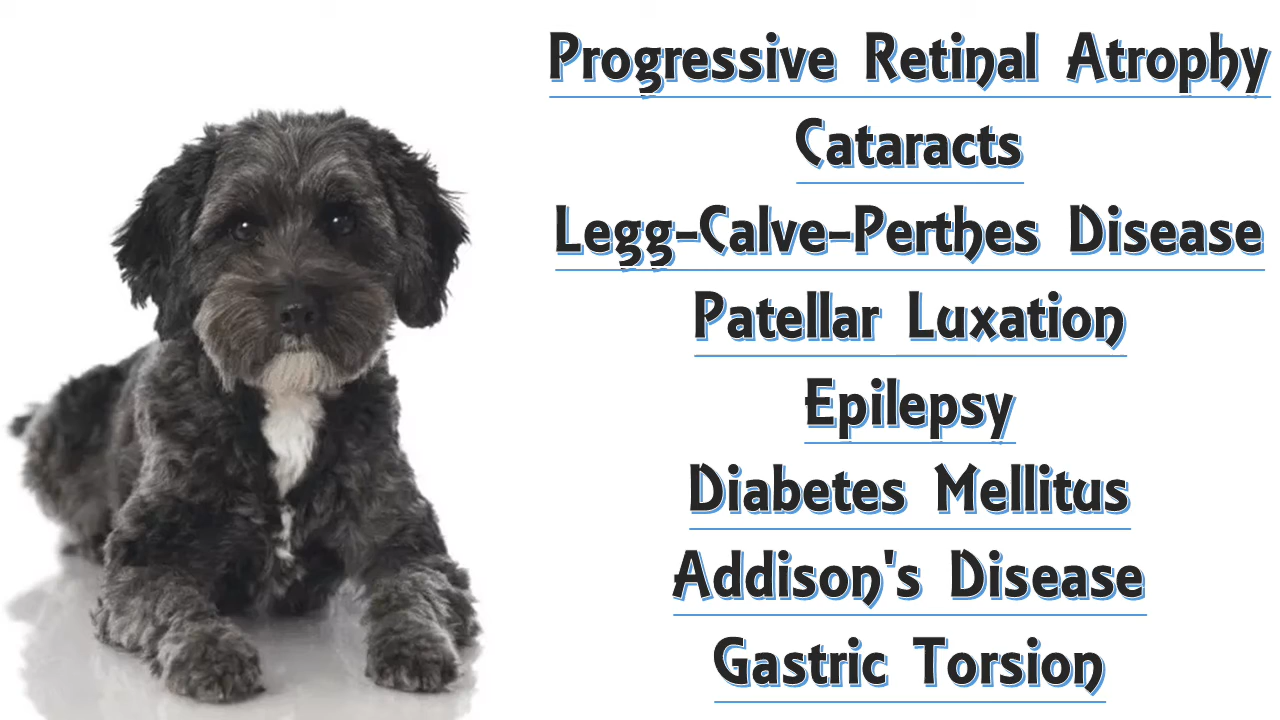 Progressive Retinal Atrophy
Cataracts
Legg-Calve-Perthes Disease
Patellar Luxation
Epilepsy
Diabetes Mellitus
Addison's Disease
Gastric Torsion